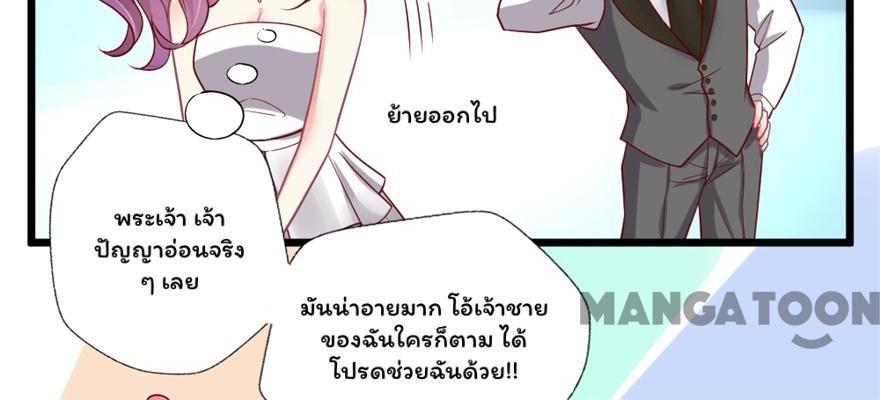 ย้ายออกไป
พระเจ้า เจ้า
ปัญญาอ่อนจริง
ๆ เลย
มันน่าอายมาก โอ้เจ้าชาย
ของฉันใครก็ตาม ได้
โปรดช่วยฉันด้วย!!
MANGATOON